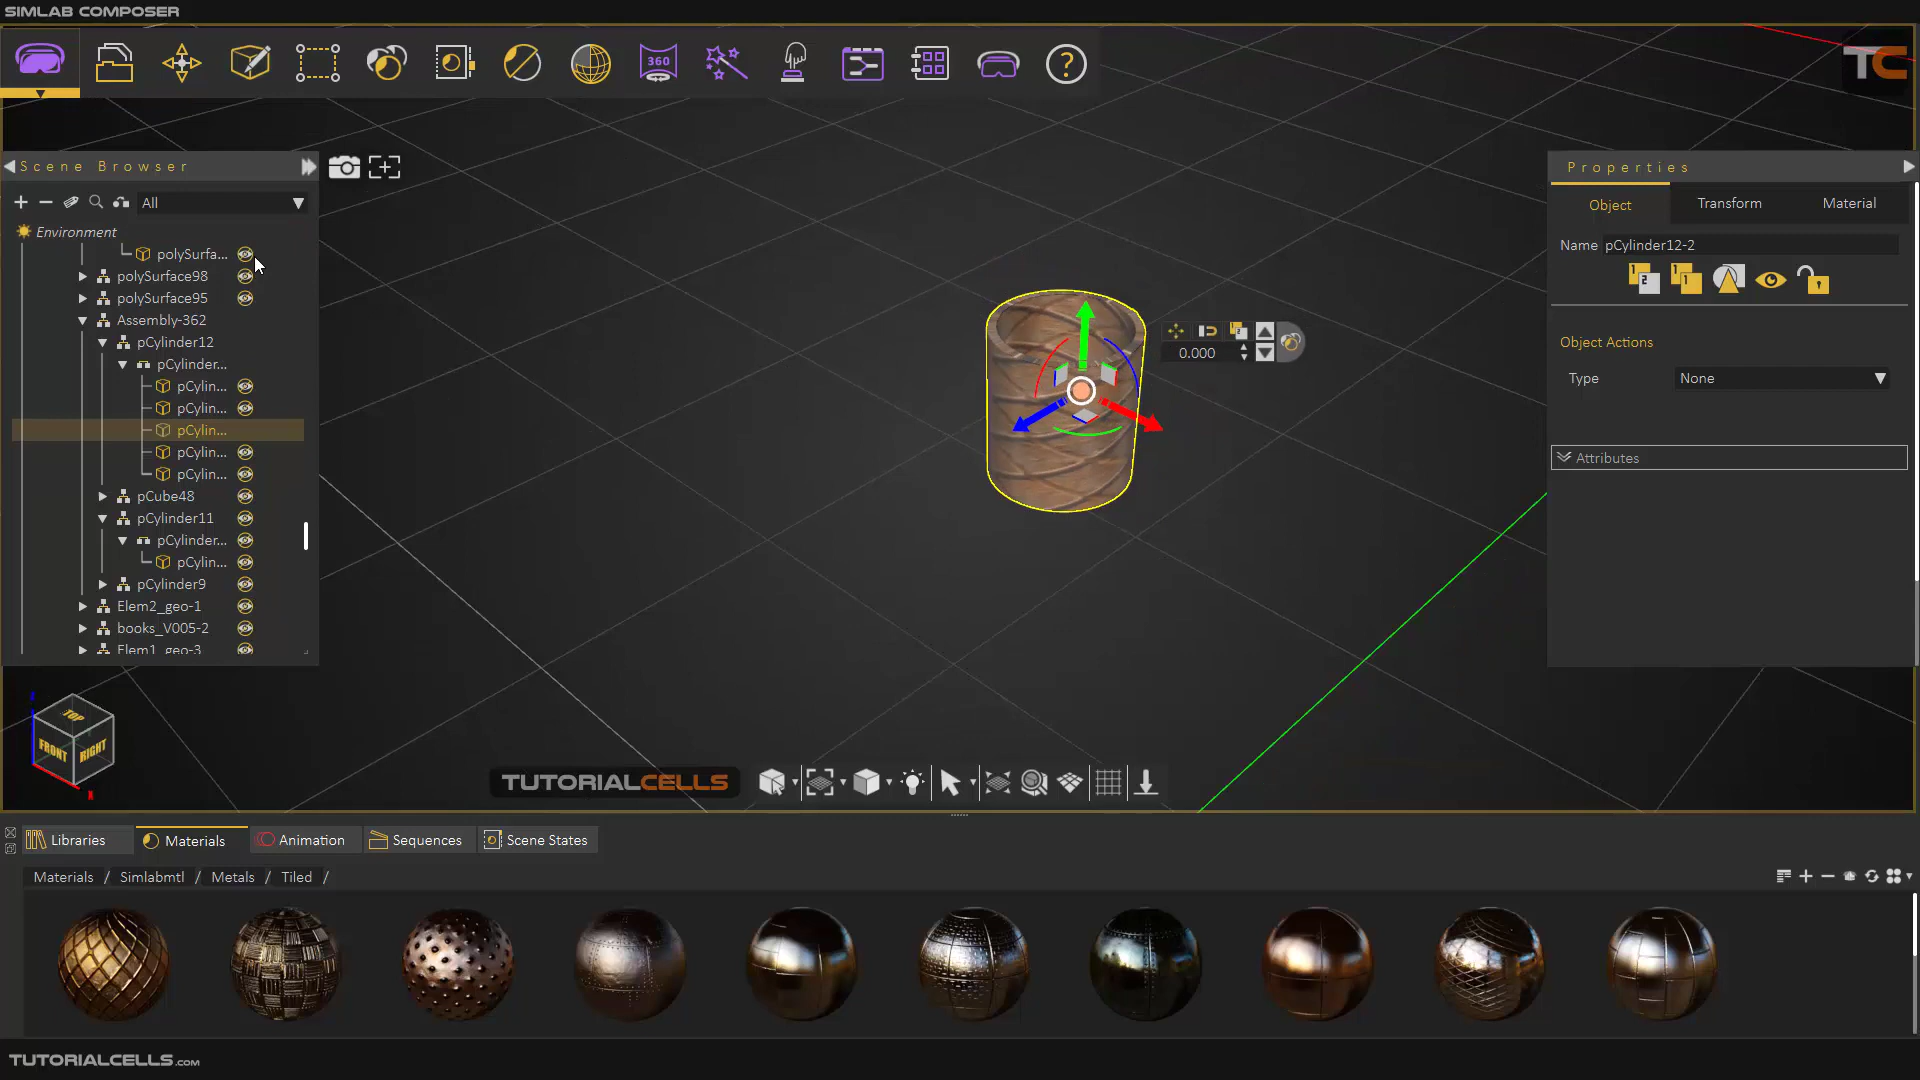 SIMLAB COMPOSER
360
?
TC
Scene Browser
Properties
All
Object
Transform
Material
Environment
Name pCylinder12-2
polySurfa...
polySurface98
polySurface95
Assembly-362
pCylinder12
pCylinder...
pCylin...
pCylin...
pCylin...
pCylin...
pCylin...
pCube48
pCylinder11
pCylinder...
pCylin...
pCylinder9
Elem2_geo-1
books_V005-2
Elem1_geo-3
0.000
Object Actions
Type None
Attributes
TOP
FRONT
RIGHT
TUTORIALCELLS
Libraries
Materials
Animation
Sequences
Scene States
Materials / Simlabmtl / Metals / Tiled /
TUTORIALCELLS.COM